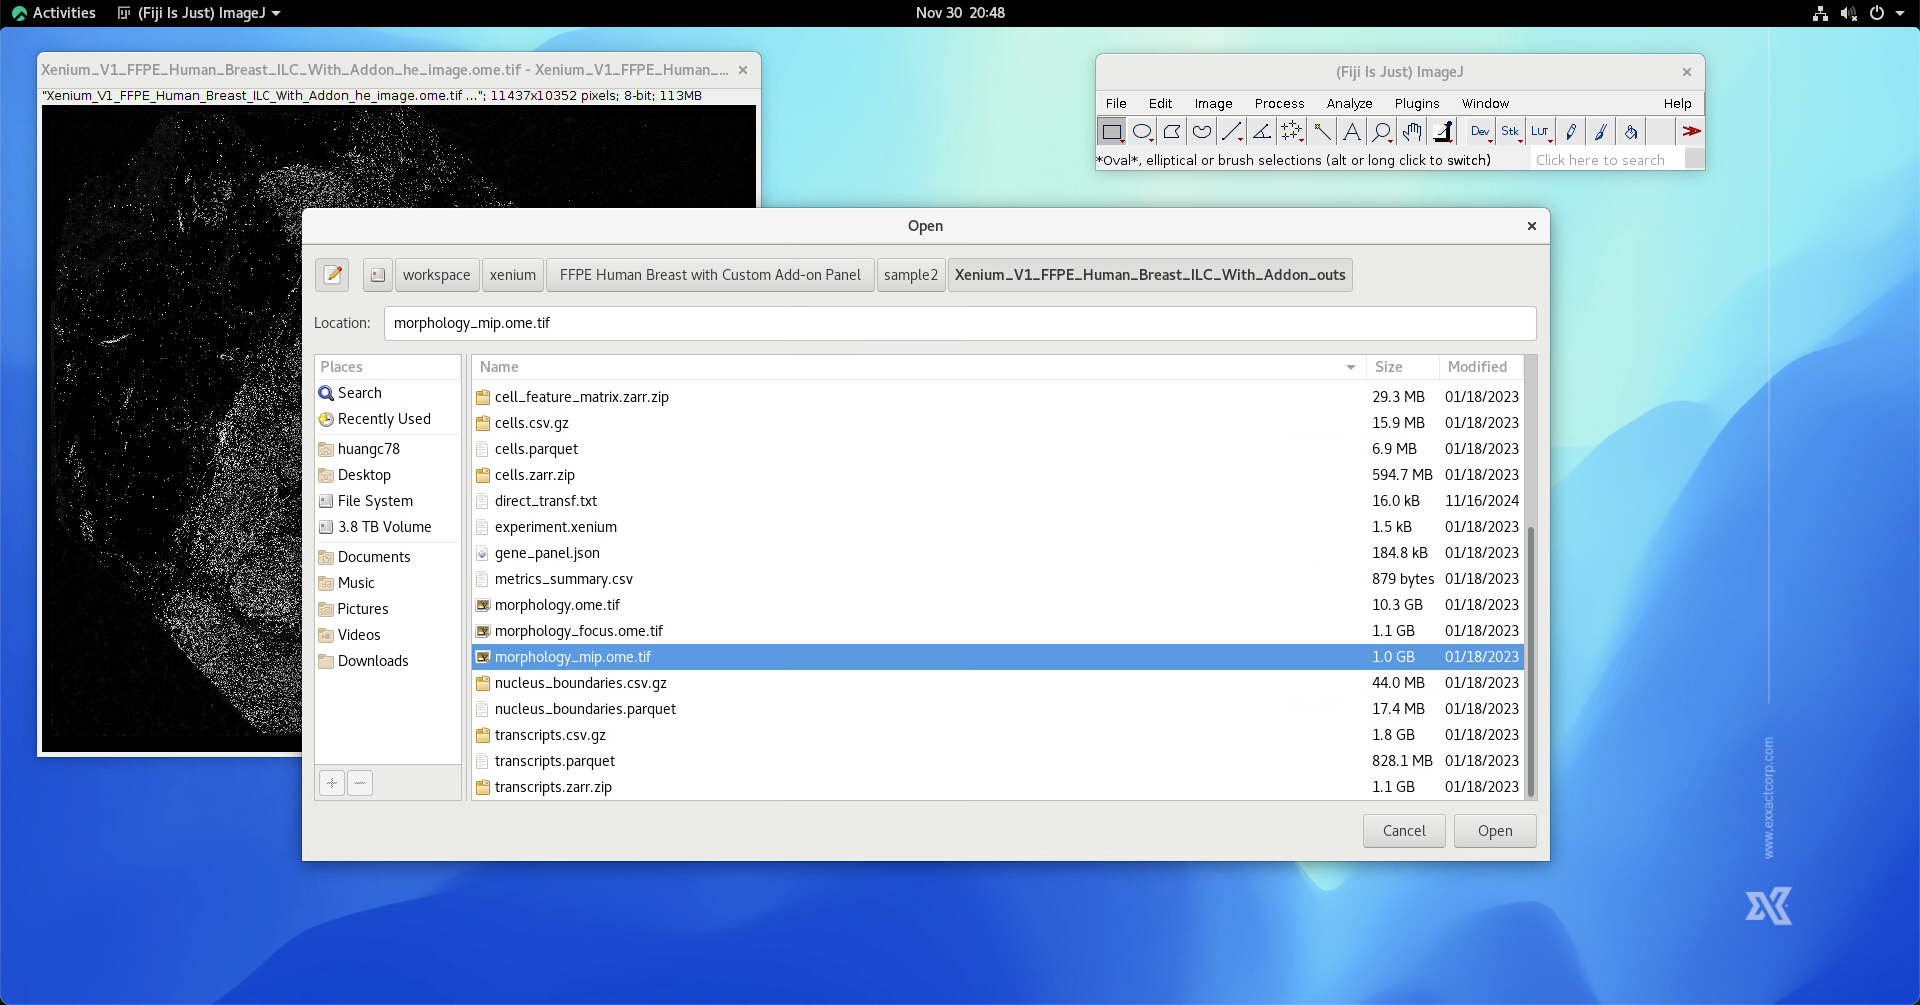 Activities (Fiji Is Just) ImageJ Nov 30 20:48
Xenium_V1_FFPE_Human_Breast_ILC_With_Addon_he_image.ome.tif - Xenium_V1_FFPE_Human_...
"Xenium_V1_FFPE_Human_Breast_ILC_With_Addon_he_image.ome.tif ..."; 11437x10352 pixels; 8-bit; 113MB
(Fiji Is Just) ImageJ
File Edit Image Process Analyze Plugins Window Help
Dev Stk LUT
*Oval*, elliptical or brush selections (alt or long click to switch) Click here to search
Open
workspace xenium FFPE Human Breast with Custom Add-on Panel sample2 Xenium_V1_FFPE_Human_Breast_ILC_With_Addon_outs
Location: morphology_mip.ome.tif
Places
Search
Recently Used
huangc78
Desktop
File System
3.8 TB Volume
Documents
Music
Pictures
Videos
Downloads
Name Size Modified
cell_feature_matrix.zarr.zip 29.3 MB 01/18/2023
cells.csv.gz 15.9 MB 01/18/2023
cells.parquet 6.9 MB 01/18/2023
cells.zarr.zip 594.7 MB 01/18/2023
direct_transf.txt 16.0 kB 11/16/2024
experiment.xenium 1.5 kB 01/18/2023
gene_panel.json 184.8 kB 01/18/2023
metrics_summary.csv 879 bytes 01/18/2023
morphology.ome.tif 10.3 GB 01/18/2023
morphology_focus.ome.tif 1.1 GB 01/18/2023
morphology_mip.ome.tif 1.0 GB 01/18/2023
nucleus_boundaries.csv.gz 44.0 MB 01/18/2023
nucleus_boundaries.parquet 17.4 MB 01/18/2023
transcripts.csv.gz 1.8 GB 01/18/2023
transcripts.parquet 828.1 MB 01/18/2023
transcripts.zarr.zip 1.1 GB 01/18/2023
Cancel Open
www.exxactcorp.com